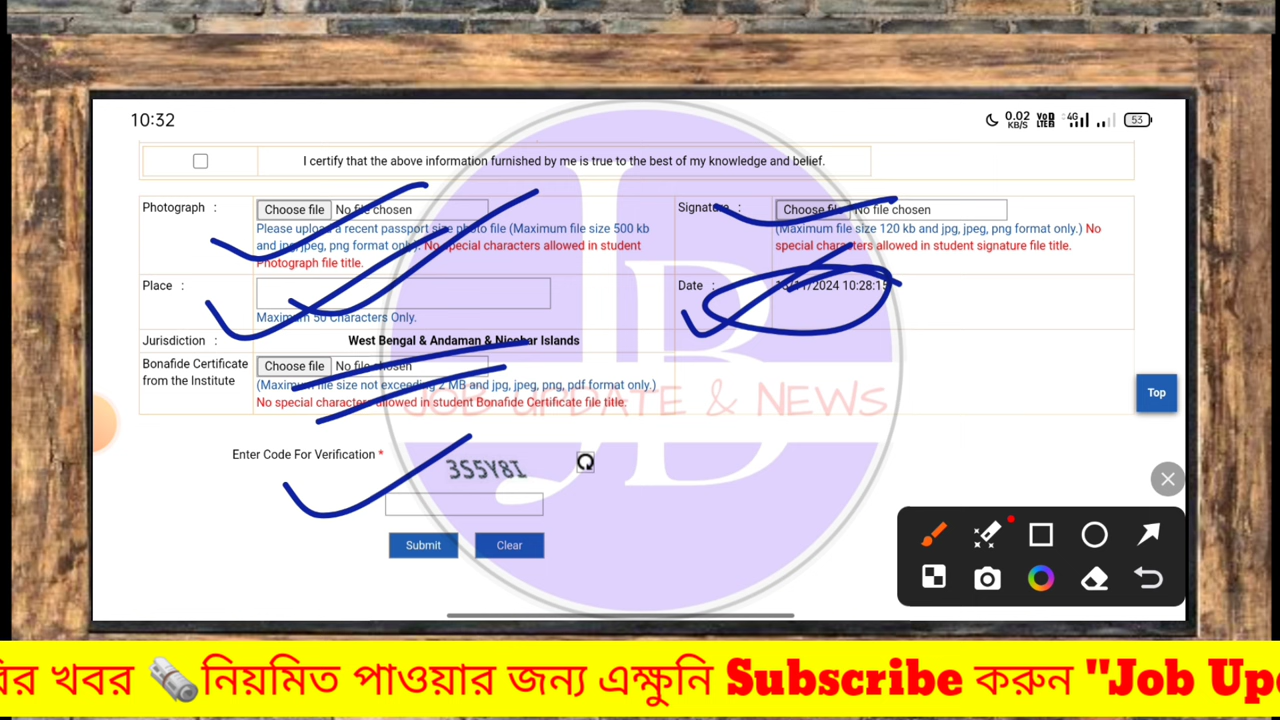 10:32
0.02 KB/S VoD LTE2 4G 53
I certify that the above information furnished by me is true to the best of my knowledge and belief.
Photograph : Choose file No file chosen
Please upload a recent passport size photo file (Maximum file size 500 kb
and jpg, jpeg, png format only). No special characters allowed in student
Photograph file title.
Signature : Choose file No file chosen
(Maximum file size 120 kb and jpg, jpeg, png format only.) No
special characters allowed in student signature file title.
Place :
Maximum 50 Characters Only.
Date : /2024 10:28:15
Jurisdiction : West Bengal & Andaman & Nicobar Islands
Bonafide Certificate
from the Institute
Choose file No file chosen
(Maximum file size not exceeding 2 MB and jpg, jpeg, png, pdf format only.)
No special characters allowed in student Bonafide Certificate file title.
JOB UPDATE & NEWS
Top
Enter Code For Verification *
3S5Y8I
Submit Clear
খবর নিয়মিত পাওয়ার জন্য এক্ষুনি Subscribe করুন "Job